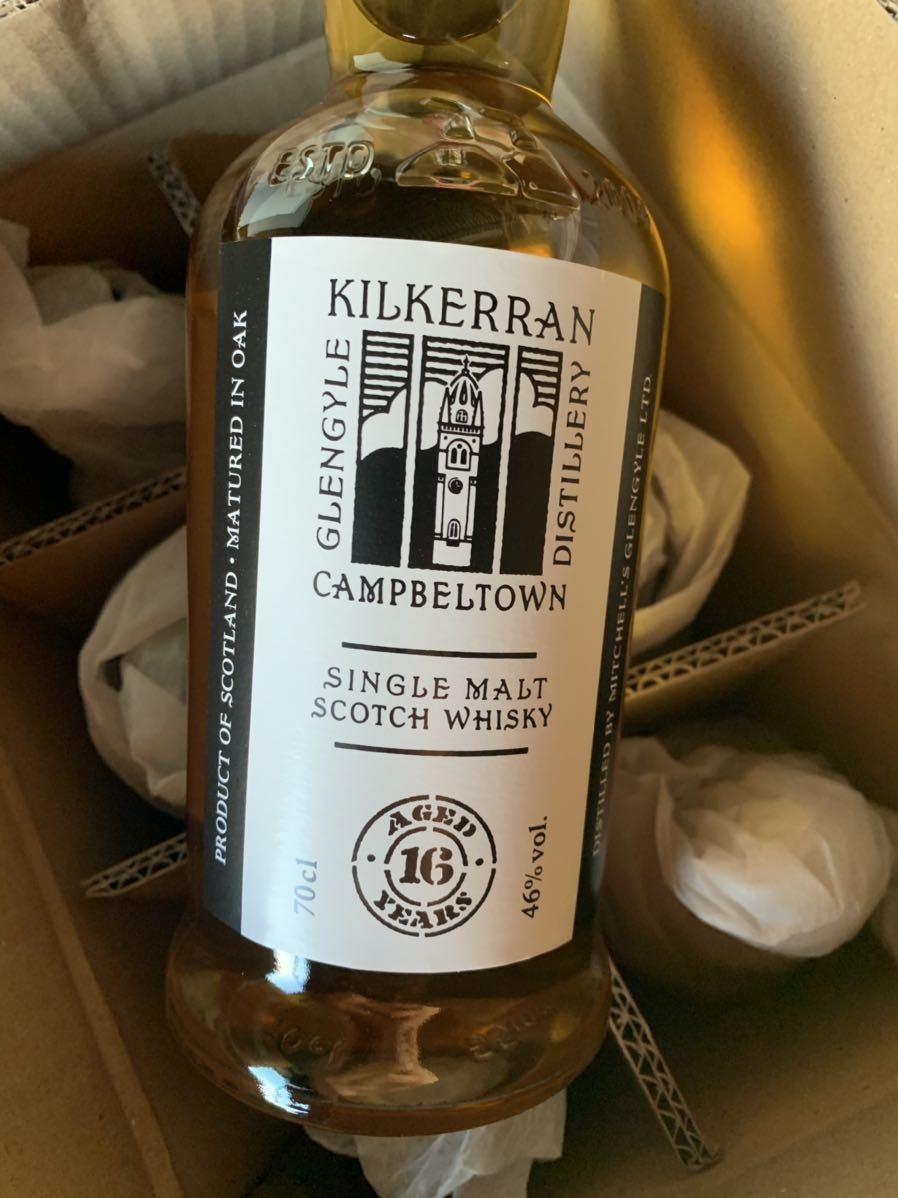 ESTD.
KILKERRAN
GLENGYLE
DISTILLERY
CAMPBELTOWN
SINGLE MALT
SCOTCH WHISKY
AGED
16
YEARS
70cl
46% vol.
PRODUCT OF SCOTLAND · MATURED IN OAK
DISTILLED BY MITCHELL'S GLENGYLE LTD